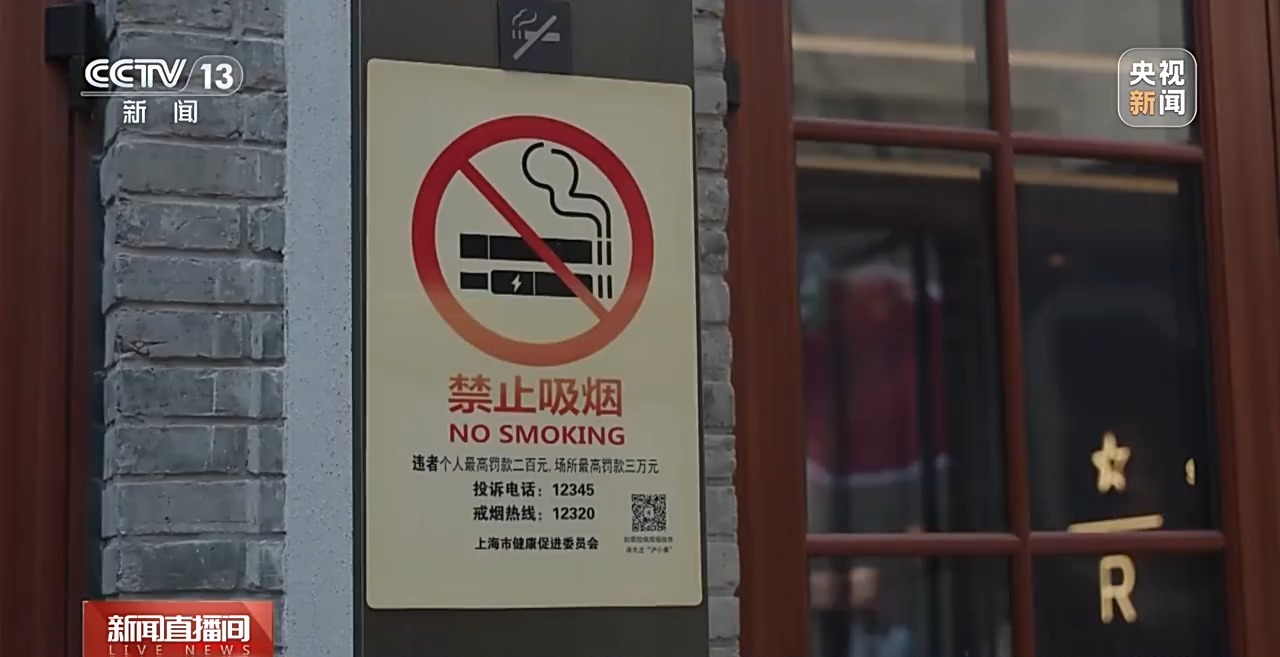 CCTV 13
新闻
央视
新闻
禁止吸烟
NO SMOKING
违者个人最高罚款二百元, 场所最高罚款三万元
投诉电话：12345
戒烟热线：12320
上海市健康促进委员会
R
新闻直播间
LIVE NEWS